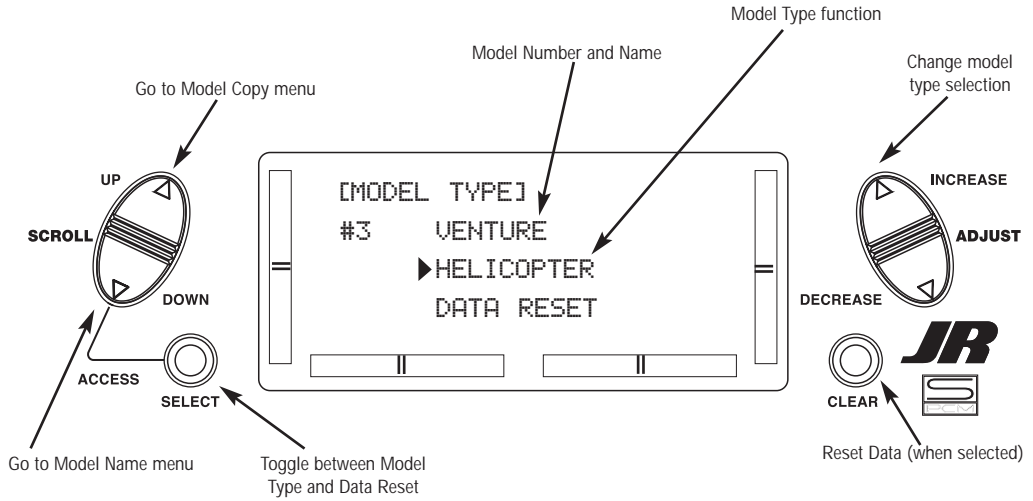 Model Type function
Model Number and Name
Change model
type selection
Go to Model Copy menu
UP
INCREASE
[MODEL TYPE]
#3 VENTURE
SCROLL
ADJUST
HELICOPTER
DOWN
DECREASE
DATA RESET
JR
ACCESS
SELECT
CLEAR
S
PCM
Reset Data (when selected)
Go to Model Name menu
Toggle between Model
Type and Data Reset